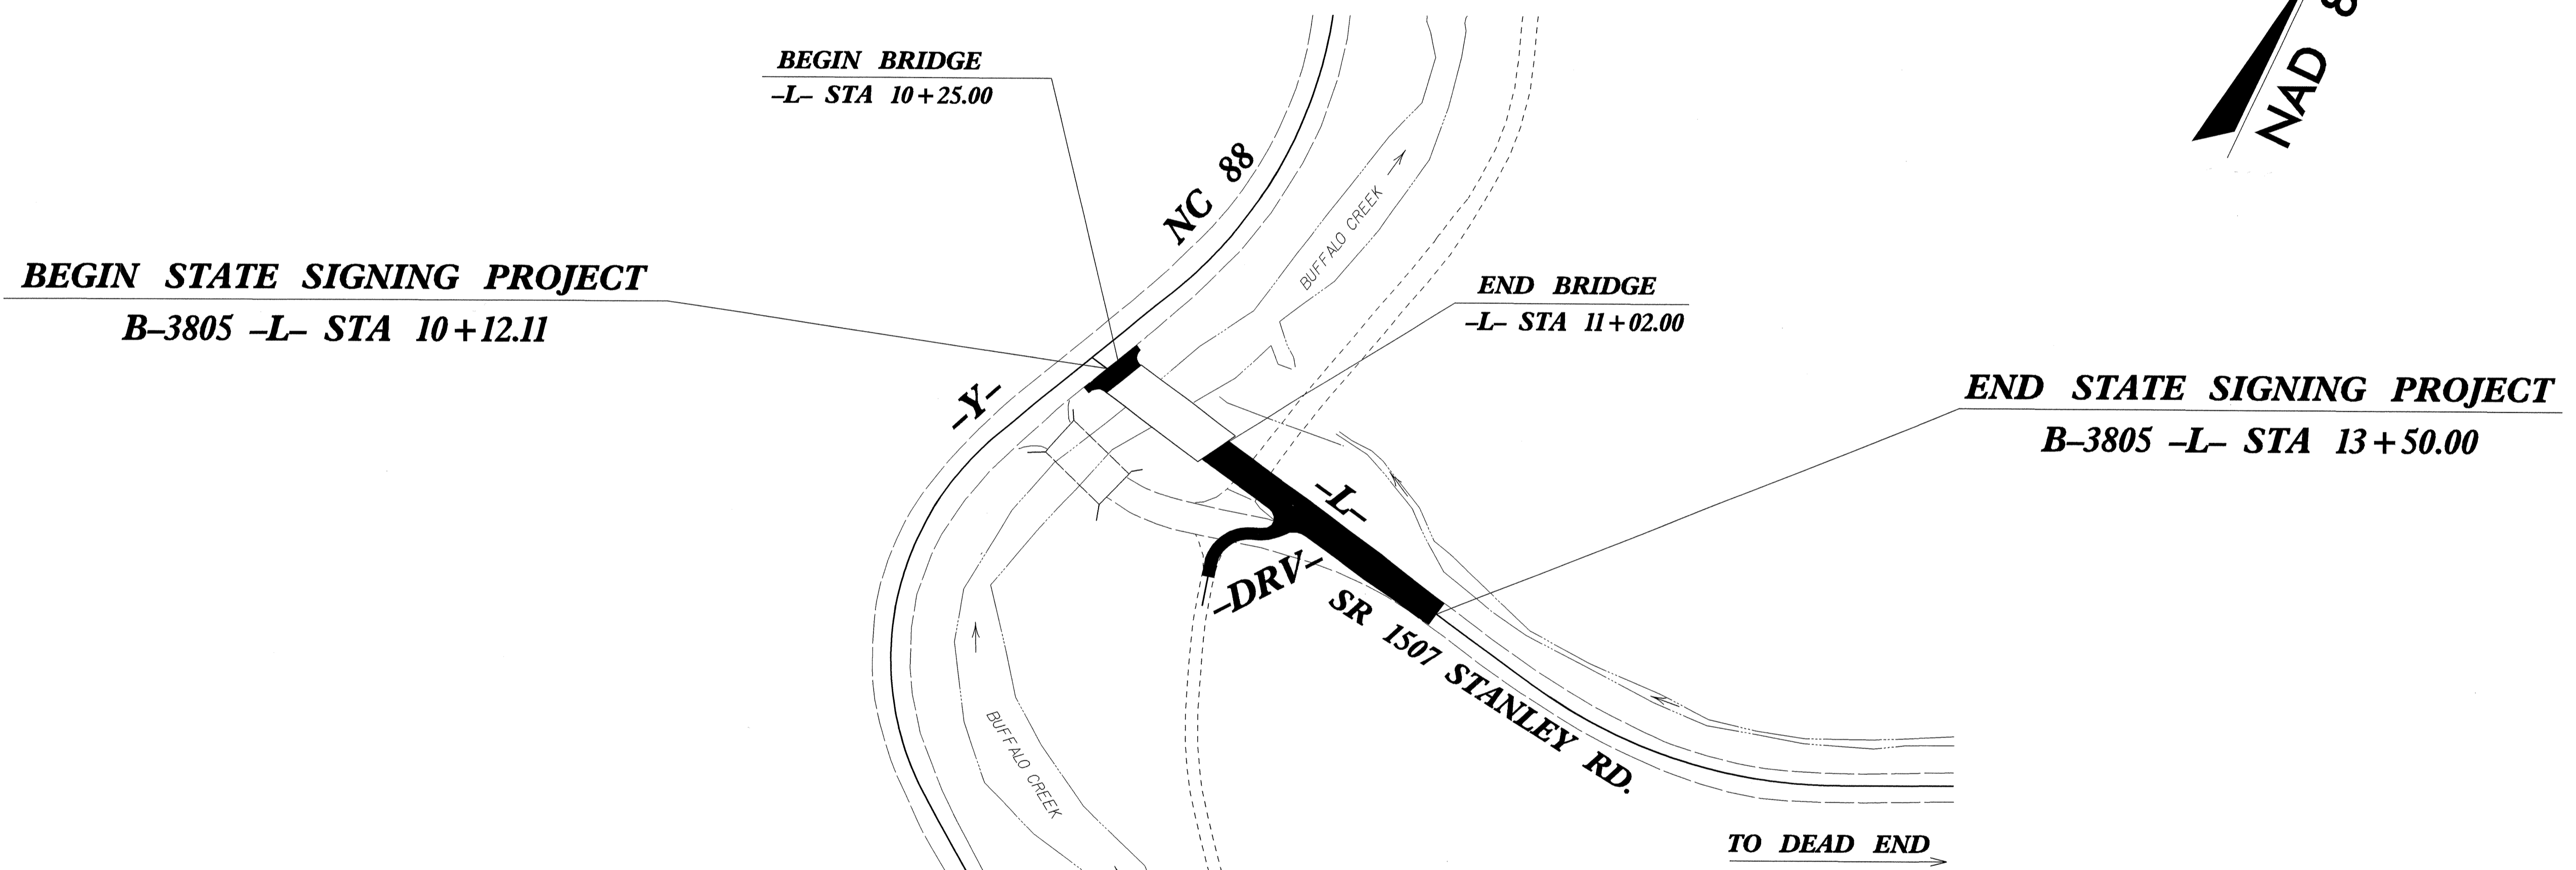 BEGIN BRIDGE
–L– STA 10+25.00
NC 88
BUFFALO CREEK
NAD 8
BEGIN STATE SIGNING PROJECT
B–3805 –L– STA 10+12.11
END BRIDGE
–L– STA 11+02.00
–Y–
END STATE SIGNING PROJECT
B–3805 –L– STA 13+50.00
–L–
–DRV–
SR 1507 STANLEY RD.
BUFFALO CREEK
TO DEAD END